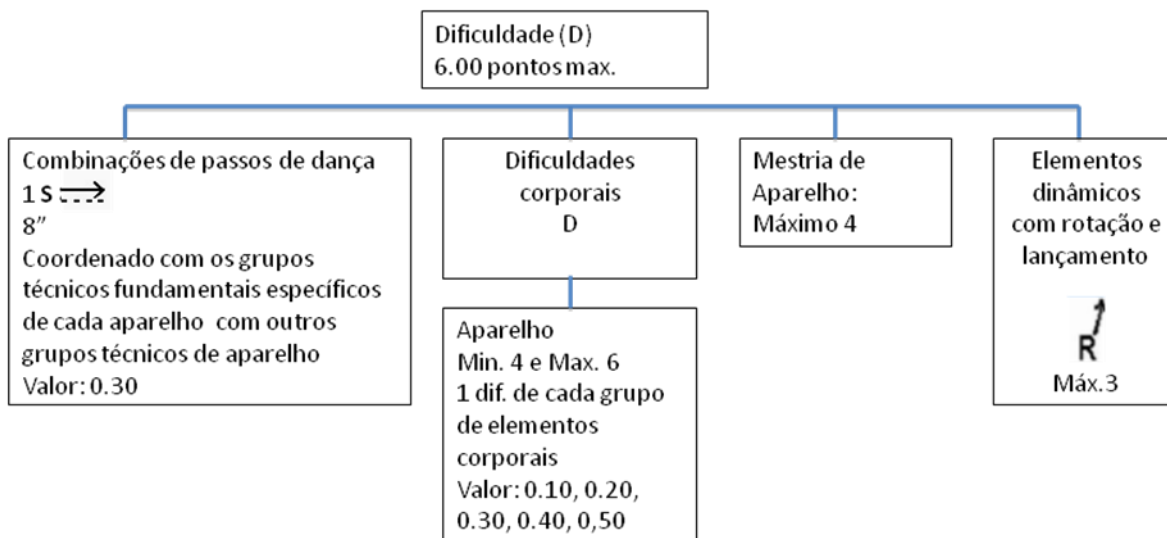 Dificuldade (D)
6.00 pontos max.
Combinações de passos de dança
1 S
8”
Coordenado com os grupos
técnicos fundamentais específicos
de cada aparelho com outros
grupos técnicos de aparelho
Valor: 0.30
Dificuldades
corporais
D
Aparelho
Min. 4 e Max. 6
1 dif. de cada grupo
de elementos
corporais
Valor: 0.10, 0.20,
0.30, 0.40, 0,50
Mestria de
Aparelho:
Máximo 4
Elementos
dinâmicos
com rotação e
lançamento
R
Máx.3